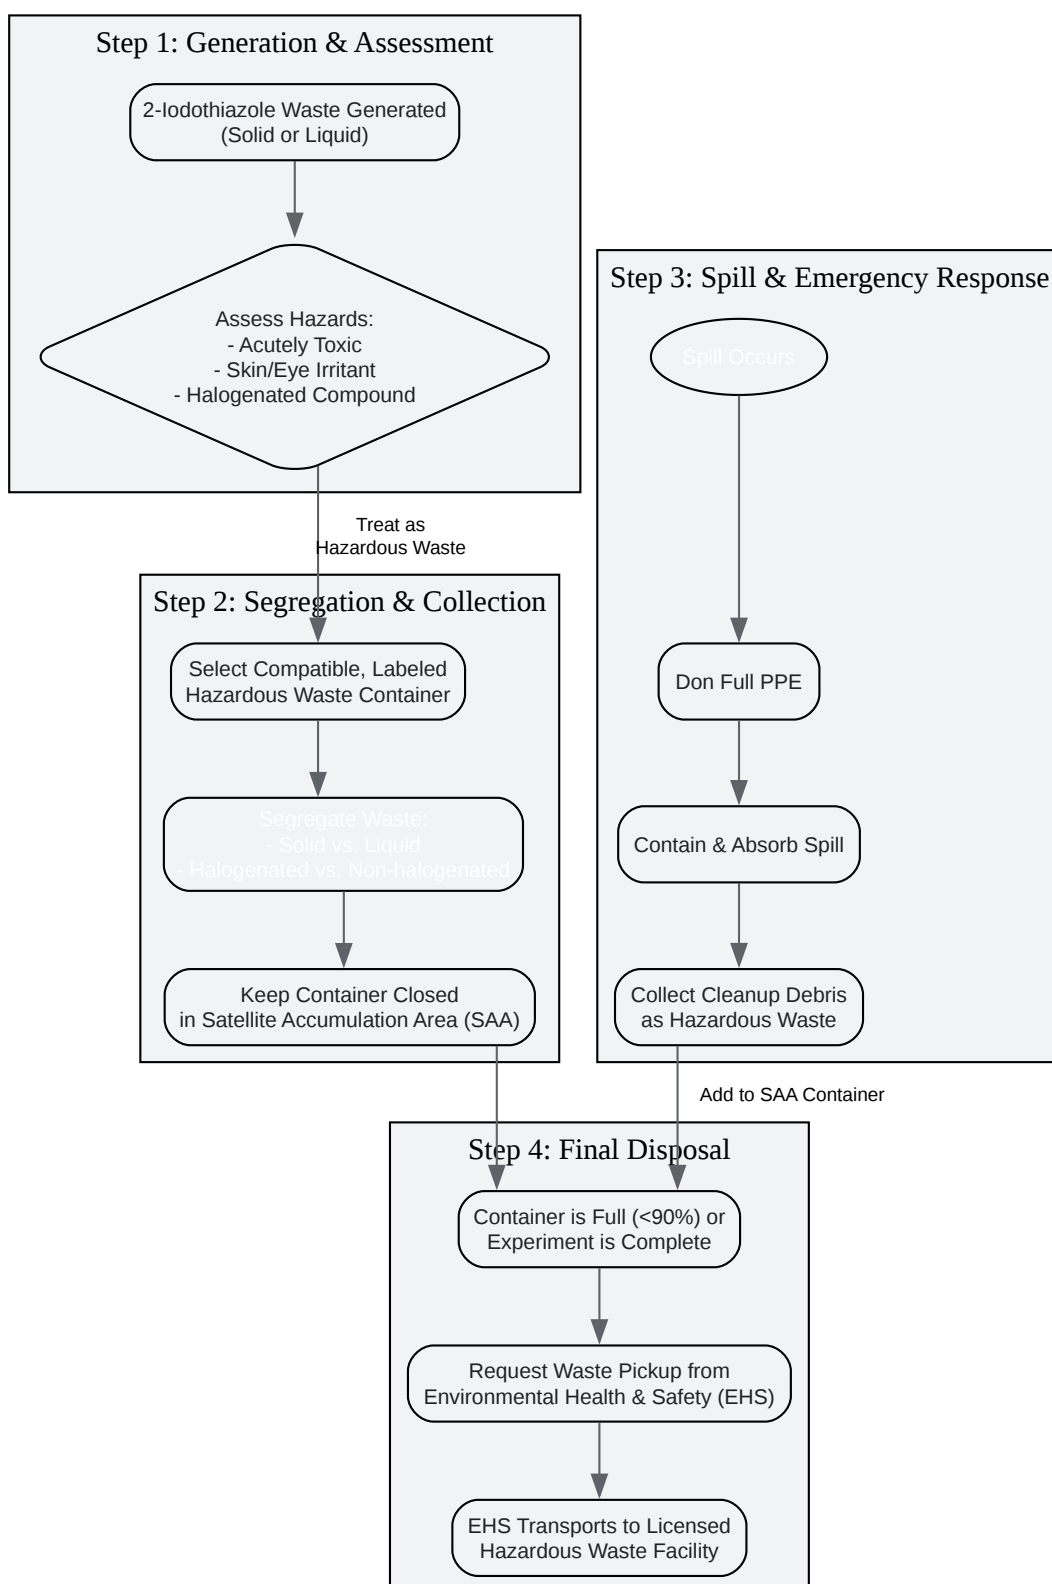 Step 1: Generation & Assessment
2-Iodothiazole Waste Generated
(Solid or Liquid)
Assess Hazards:
- Acutely Toxic
- Skin/Eye Irritant
- Halogenated Compound
Treat as
Hazardous Waste
Step 2: Segregation & Collection
Select Compatible, Labeled
Hazardous Waste Container
Segregate Waste:
- Solid vs. Liquid
- Halogenated vs. Non-halogenated
Keep Container Closed
in Satellite Accumulation Area (SAA)
Step 3: Spill & Emergency Response
Spill Occurs
Don Full PPE
Contain & Absorb Spill
Collect Cleanup Debris
as Hazardous Waste
Add to SAA Container
Step 4: Final Disposal
Container is Full (<90%) or
Experiment is Complete
Request Waste Pickup from
Environmental Health & Safety (EHS)
EHS Transports to Licensed
Hazardous Waste Facility